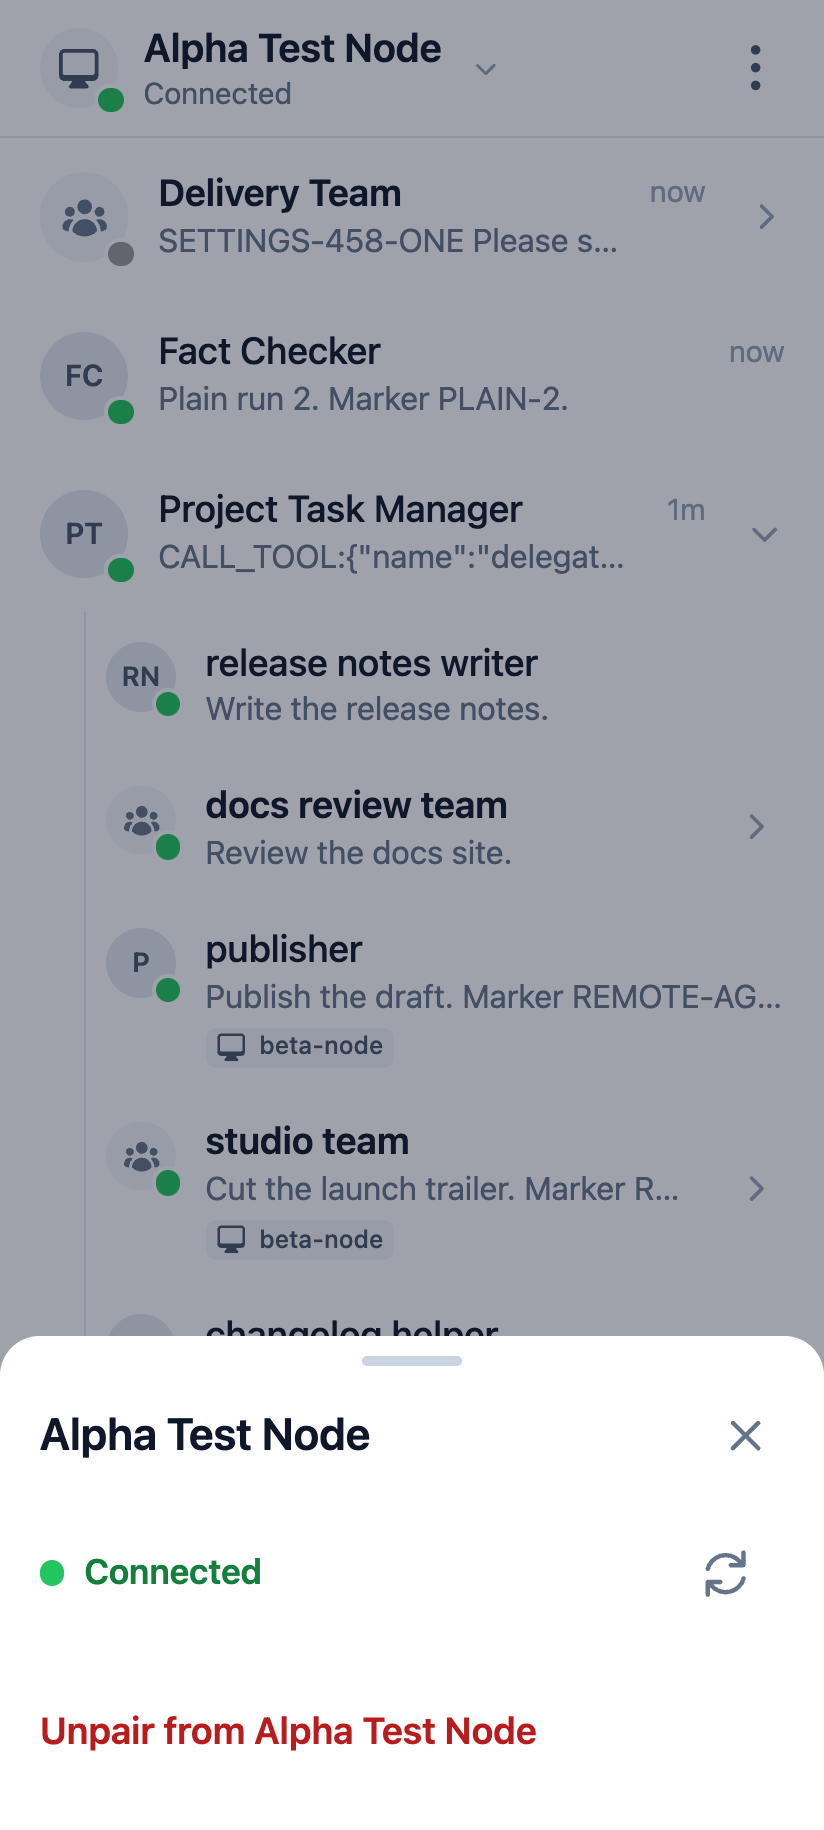 Alpha Test Node
Connected
Delivery Team
now
SETTINGS-458-ONE Please s...
FC
Fact Checker
now
Plain run 2. Marker PLAIN-2.
PT
Project Task Manager
1m
CALL_TOOL:{"name":"delegat...
RN
release notes writer
Write the release notes.
docs review team
Review the docs site.
P
publisher
Publish the draft. Marker REMOTE-AG...
beta-node
studio team
Cut the launch trailer. Marker R...
beta-node
changelog helper
Alpha Test Node
Connected
Unpair from Alpha Test Node